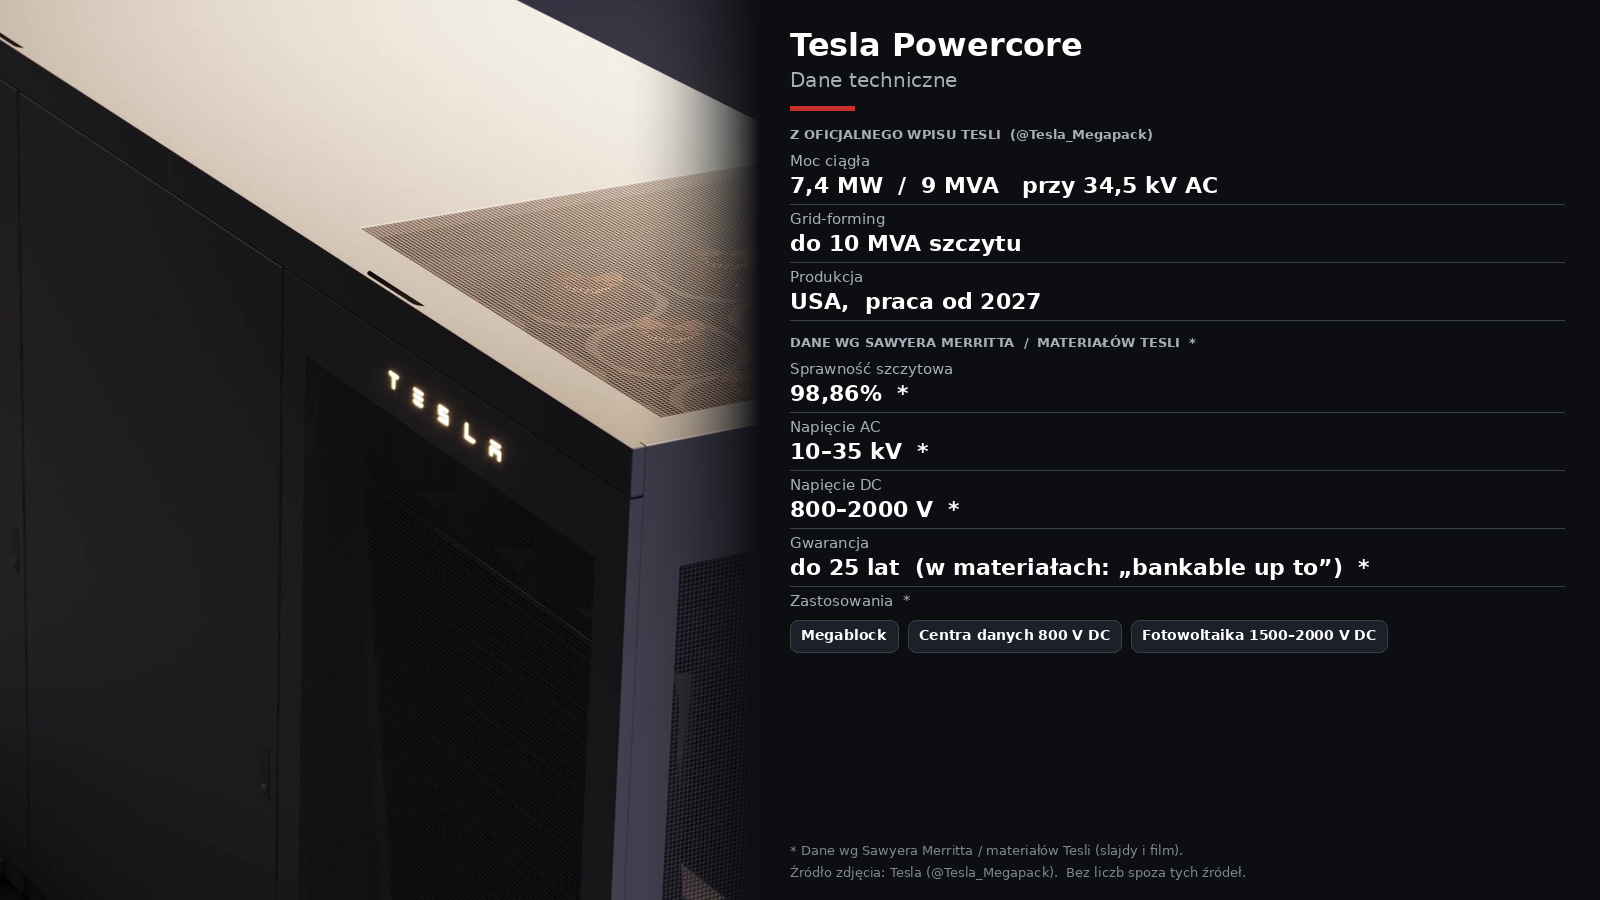 TESLA
Tesla Powercore
Dane techniczne
Z OFICJALNEGO WPISU TESLI (@Tesla_Megapack)
Moc ciągła
7,4 MW / 9 MVA przy 34,5 kV AC
Grid-forming
do 10 MVA szczytu
Produkcja
USA, praca od 2027
DANE WG SAWYERA MERRITTA / MATERIAŁÓW TESLI *
Sprawność szczytowa
98,86% *
Napięcie AC
10–35 kV *
Napięcie DC
800–2000 V *
Gwarancja
do 25 lat (w materiałach: „bankable up to”) *
Zastosowania *
Megablock
Centra danych 800 V DC
Fotowoltaika 1500–2000 V DC
* Dane wg Sawyera Merritta / materiałów Tesli (slajdy i film).
Źródło zdjęcia: Tesla (@Tesla_Megapack). Bez liczb spoza tych źródeł.